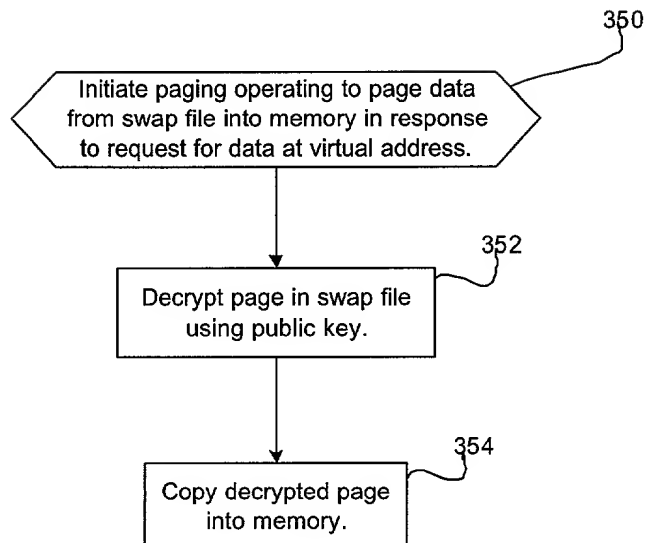 350
Initiate paging operating to page data
from swap file into memory in response
to request for data at virtual address.
352
Decrypt page in swap file
using public key.
354
Copy decrypted page
into memory.